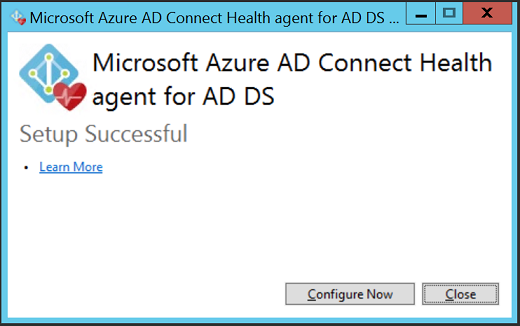 Microsoft Azure AD Connect Health agent for AD DS ...
Microsoft Azure AD Connect Health
agent for AD DS
Setup Successful
• Learn More
Configure Now Close